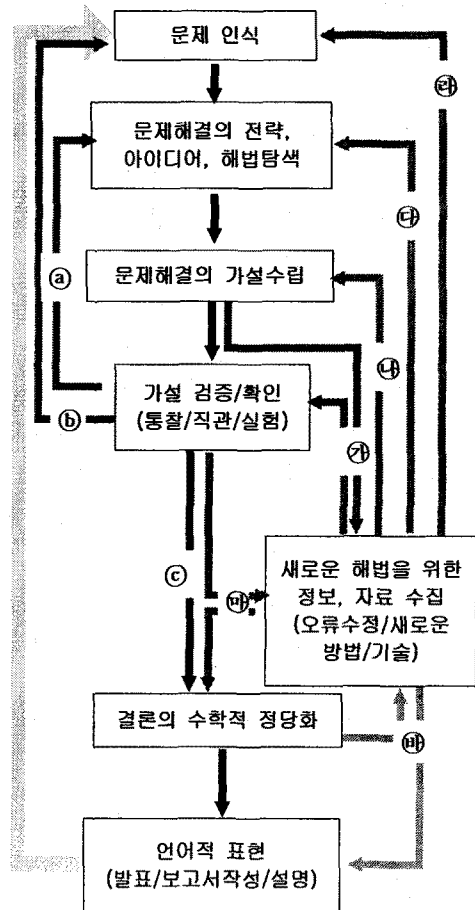 문제 인식
㉱
문제해결의 전략,
아이디어, 해법탐색
㉰
ⓐ
문제해결의 가설수립
㉯
가설 검증/확인
(통찰/직관/실험)
ⓑ
㉮
새로운 해법을 위한
정보, 자료 수집
(오류수정/새로운
방법/기술)
ⓒ
㉲
결론의 수학적 정당화
㉳
언어적 표현
(발표/보고서작성/설명)